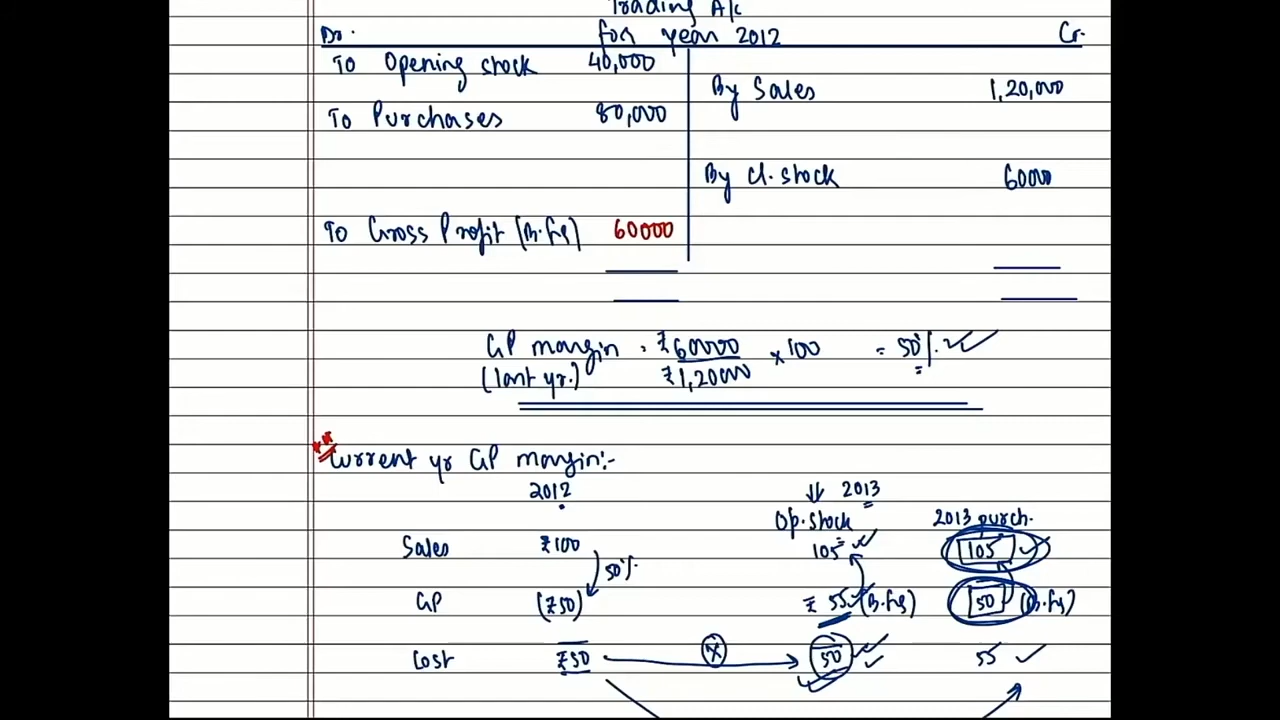 Trading A/c
Dr. for year 2012 Cr.
To Opening stock 40,000
By Sales 1,20,000
To Purchases 80,000
By Cl. stock 60000
To Gross Profit (B.fig) 60000
GP margin = ₹60000 × 100 = 50%.
(last yr.) ₹1,20000
Current yr GP margin:-
2012 2013
Op. stock 2013 purch.
Sales ₹100 105 105
50%
GP (₹50) ₹ 55 (B.fig) 50 (B.fig)
Cost ₹50 50 55